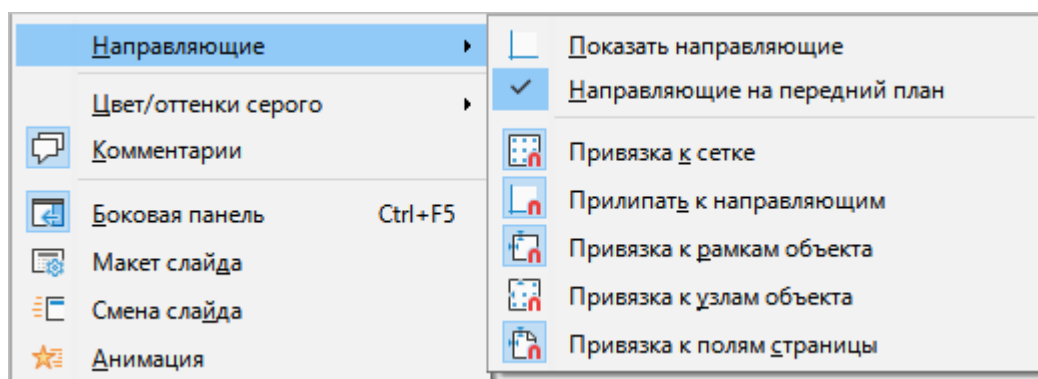 Направляющие
Цвет/оттенки серого
Комментарии
Боковая панель Ctrl+F5
Макет слайда
Смена слайда
Анимация
Показать направляющие
Направляющие на передний план
Привязка к сетке
Прилипать к направляющим
Привязка к рамкам объекта
Привязка к узлам объекта
Привязка к полям страницы